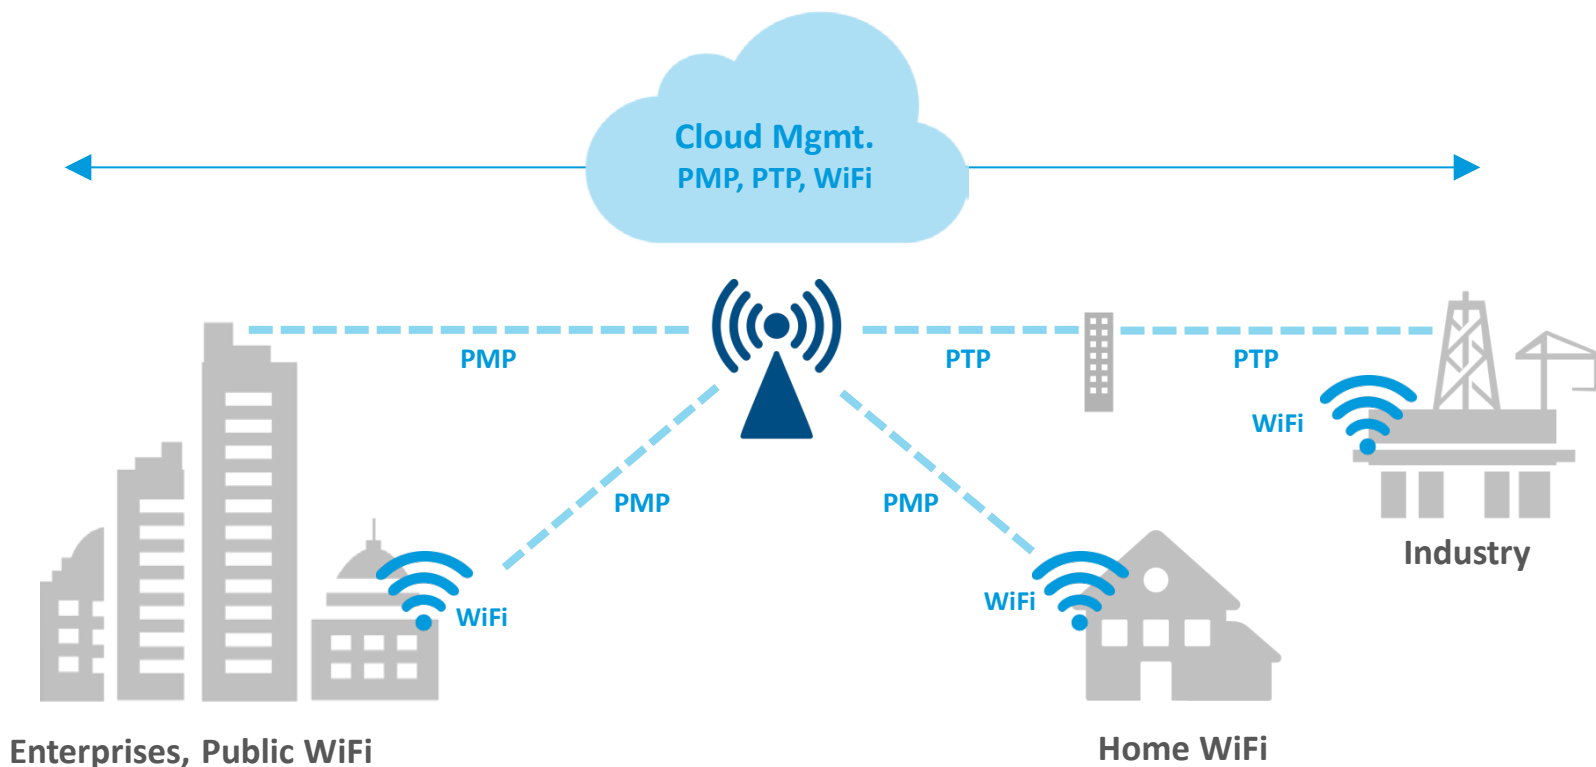 Cloud Mgmt.
PMP, PTP, WiFi
PMP
PTP
PTP
WiFi
PMP
PMP
Industry
WiFi
WiFi
Enterprises, Public WiFi
Home WiFi